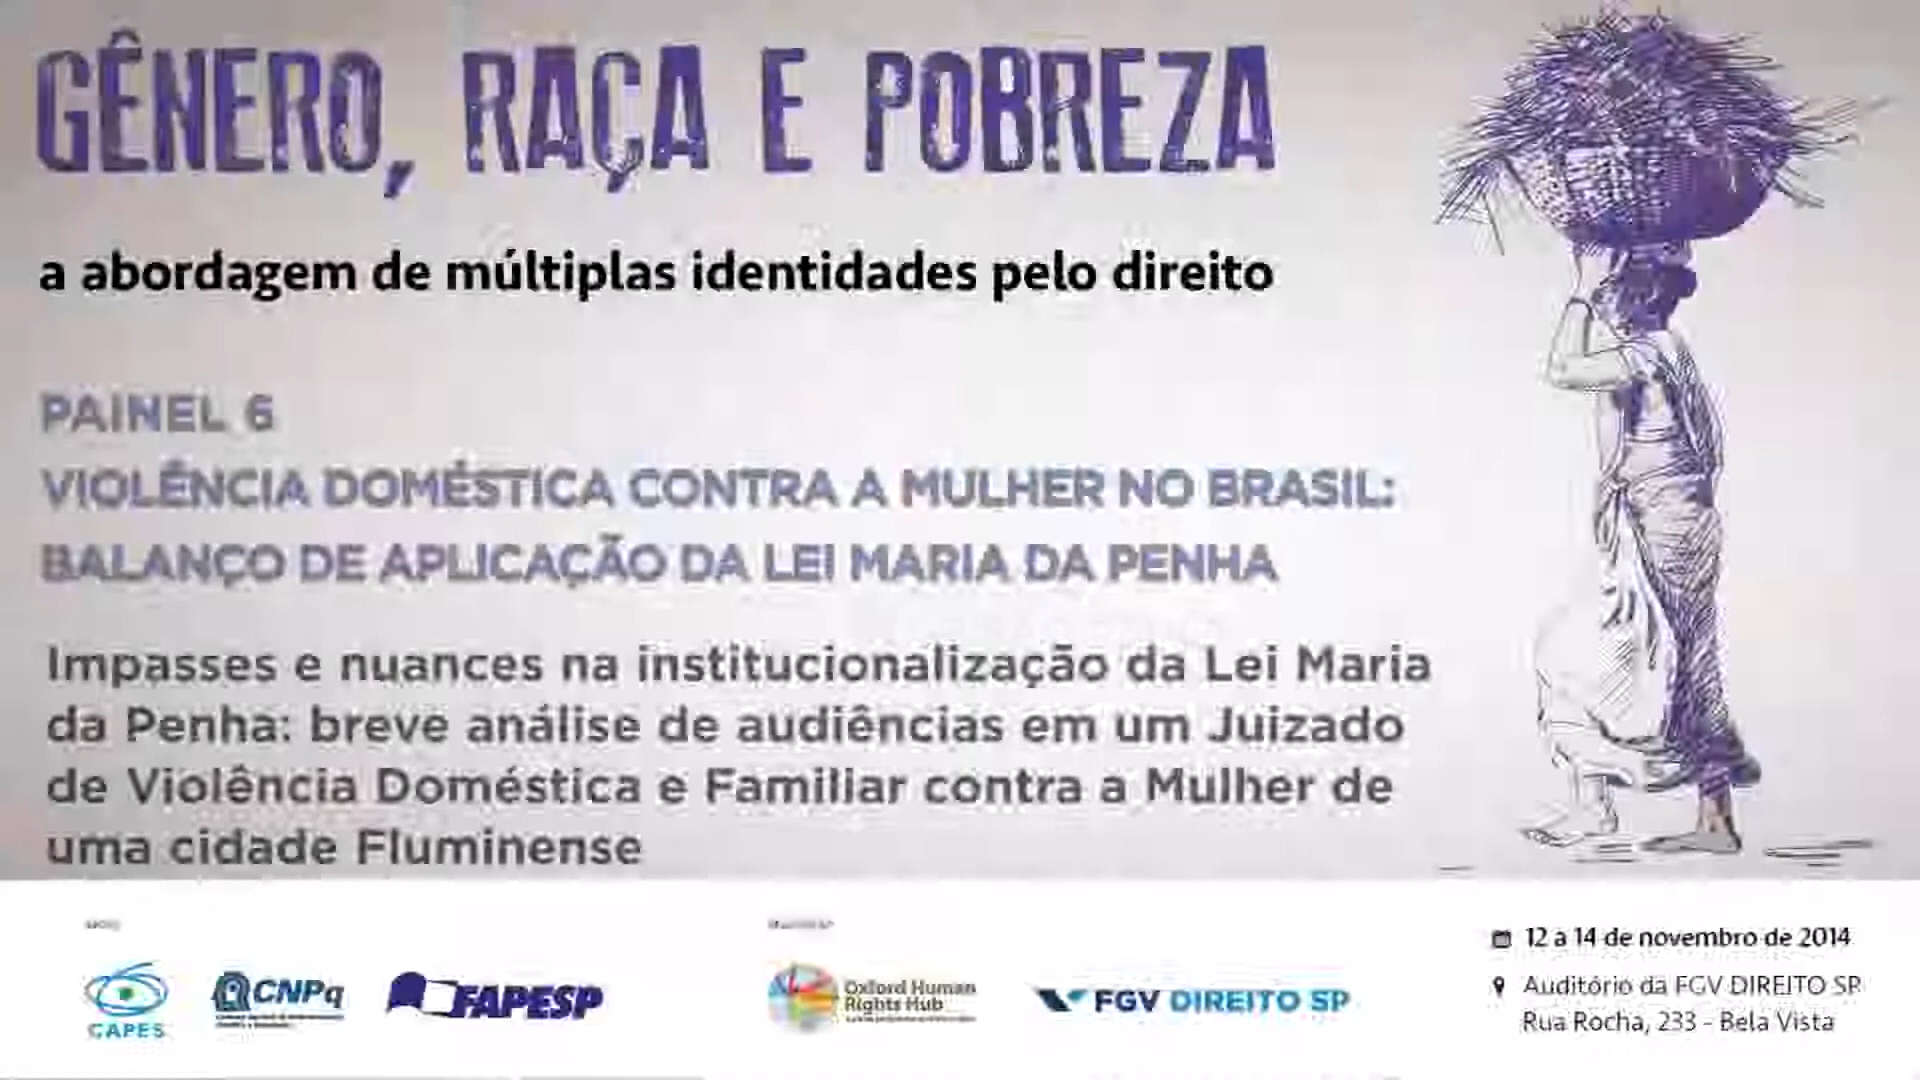 GÊNERO, RAÇA E POBREZA
a abordagem de múltiplas identidades pelo direito
PAINEL 6
VIOLÊNCIA DOMÉSTICA CONTRA A MULHER NO BRASIL:
BALANÇO DE APLICAÇÃO DA LEI MARIA DA PENHA
Impasses e nuances na institucionalização da Lei Maria
da Penha: breve análise de audiências em um Juizado
de Violência Doméstica e Familiar contra a Mulher de
uma cidade Fluminense
CAPES
CNPq
FAPESP
Oxford Human
Rights Hub
FGV DIREITO SP
12 a 14 de novembro de 2014
Auditório da FGV DIREITO SP
Rua Rocha, 233 - Bela Vista